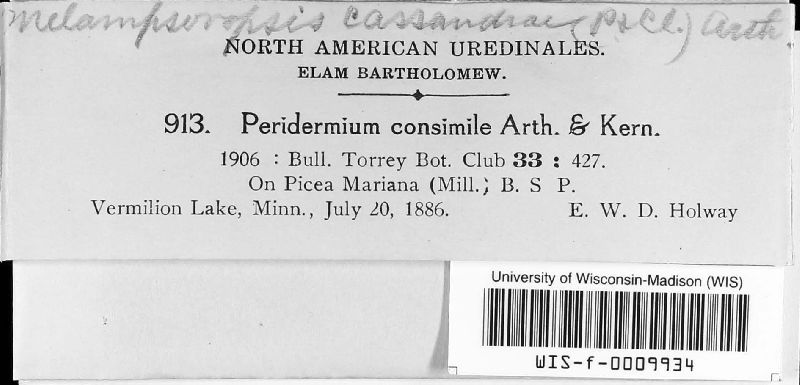 Melampsoropsis Cassandrae (P & Cl.) Arth
NORTH AMERICAN UREDINALES.
ELAM BARTHOLOMEW.
913. Peridermium consimile Arth. & Kern.
1906 : Bull. Torrey Bot. Club 33 : 427.
On Picea Mariana (Mill.; B. S P.
Vermilion Lake, Minn., July 20, 1886. E. W. D. Holway
University of Wisconsin-Madison (WIS)
WIS-f-0009934